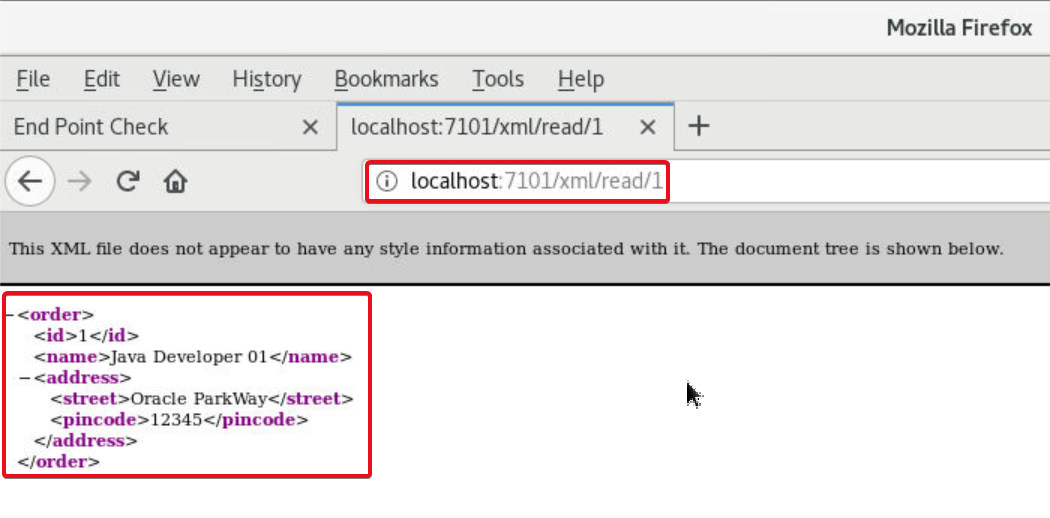 Mozilla Firefox
File Edit View History Bookmarks Tools Help
End Point Check localhost:7101/xml/read/1
localhost:7101/xml/read/1
This XML file does not appear to have any style information associated with it. The document tree is shown below.
−<order>
<id>1</id>
<name>Java Developer 01</name>
−<address>
<street>Oracle ParkWay</street>
<pincode>12345</pincode>
</address>
</order>